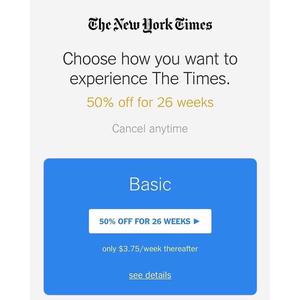 The New York Times
Choose how you want to
experience The Times.
50% off for 26 weeks
Cancel anytime
Basic
50% OFF FOR 26 WEEKS ▶
only $3.75/week thereafter
see details